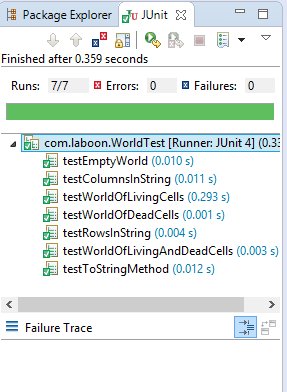 Package Explorer JUnit
Finished after 0.359 seconds
Runs: 7/7 Errors: 0 Failures: 0
com.laboon.WorldTest [Runner: JUnit 4] (0.33
testEmptyWorld (0.010 s)
testColumnsInString (0.011 s)
testWorldOfLivingCells (0.293 s)
testWorldOfDeadCells (0.001 s)
testRowsInString (0.004 s)
testWorldOfLivingAndDeadCells (0.003 s)
testToStringMethod (0.012 s)
Failure Trace